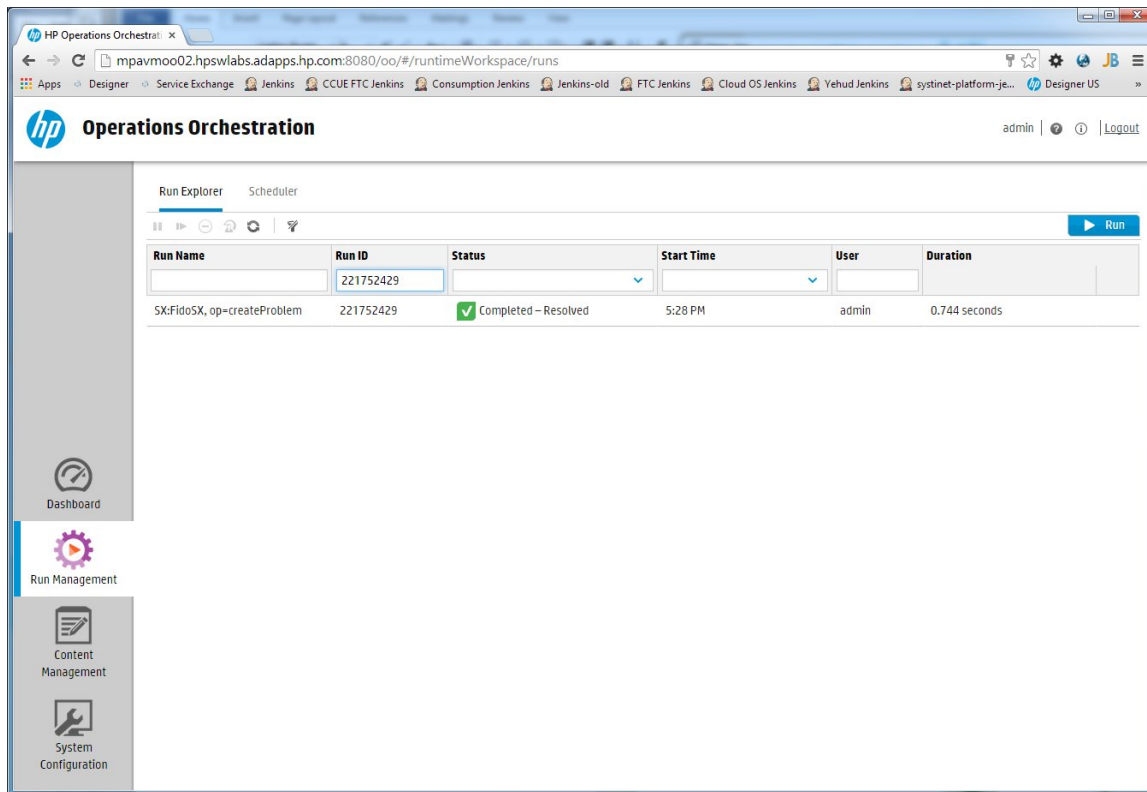 HP Operations Orchestrati
mpavmoo02.hpswlabs.adapps.hp.com:8080/oo/#/runtimeWorkspace/runs
JB
Apps Designer Service Exchange Jenkins CCUE FTC Jenkins Consumption Jenkins Jenkins-old FTC Jenkins Cloud OS Jenkins Yehud Jenkins systinet-platform-je... Designer US »
hp Operations Orchestration
admin Logout
Run Explorer Scheduler
Run
Run Name Run ID Status Start Time User Duration
221752429
SX:FidoSX, op=createProblem 221752429 Completed – Resolved 5:28 PM admin 0.744 seconds
Dashboard
Run Management
Content
Management
System
Configuration